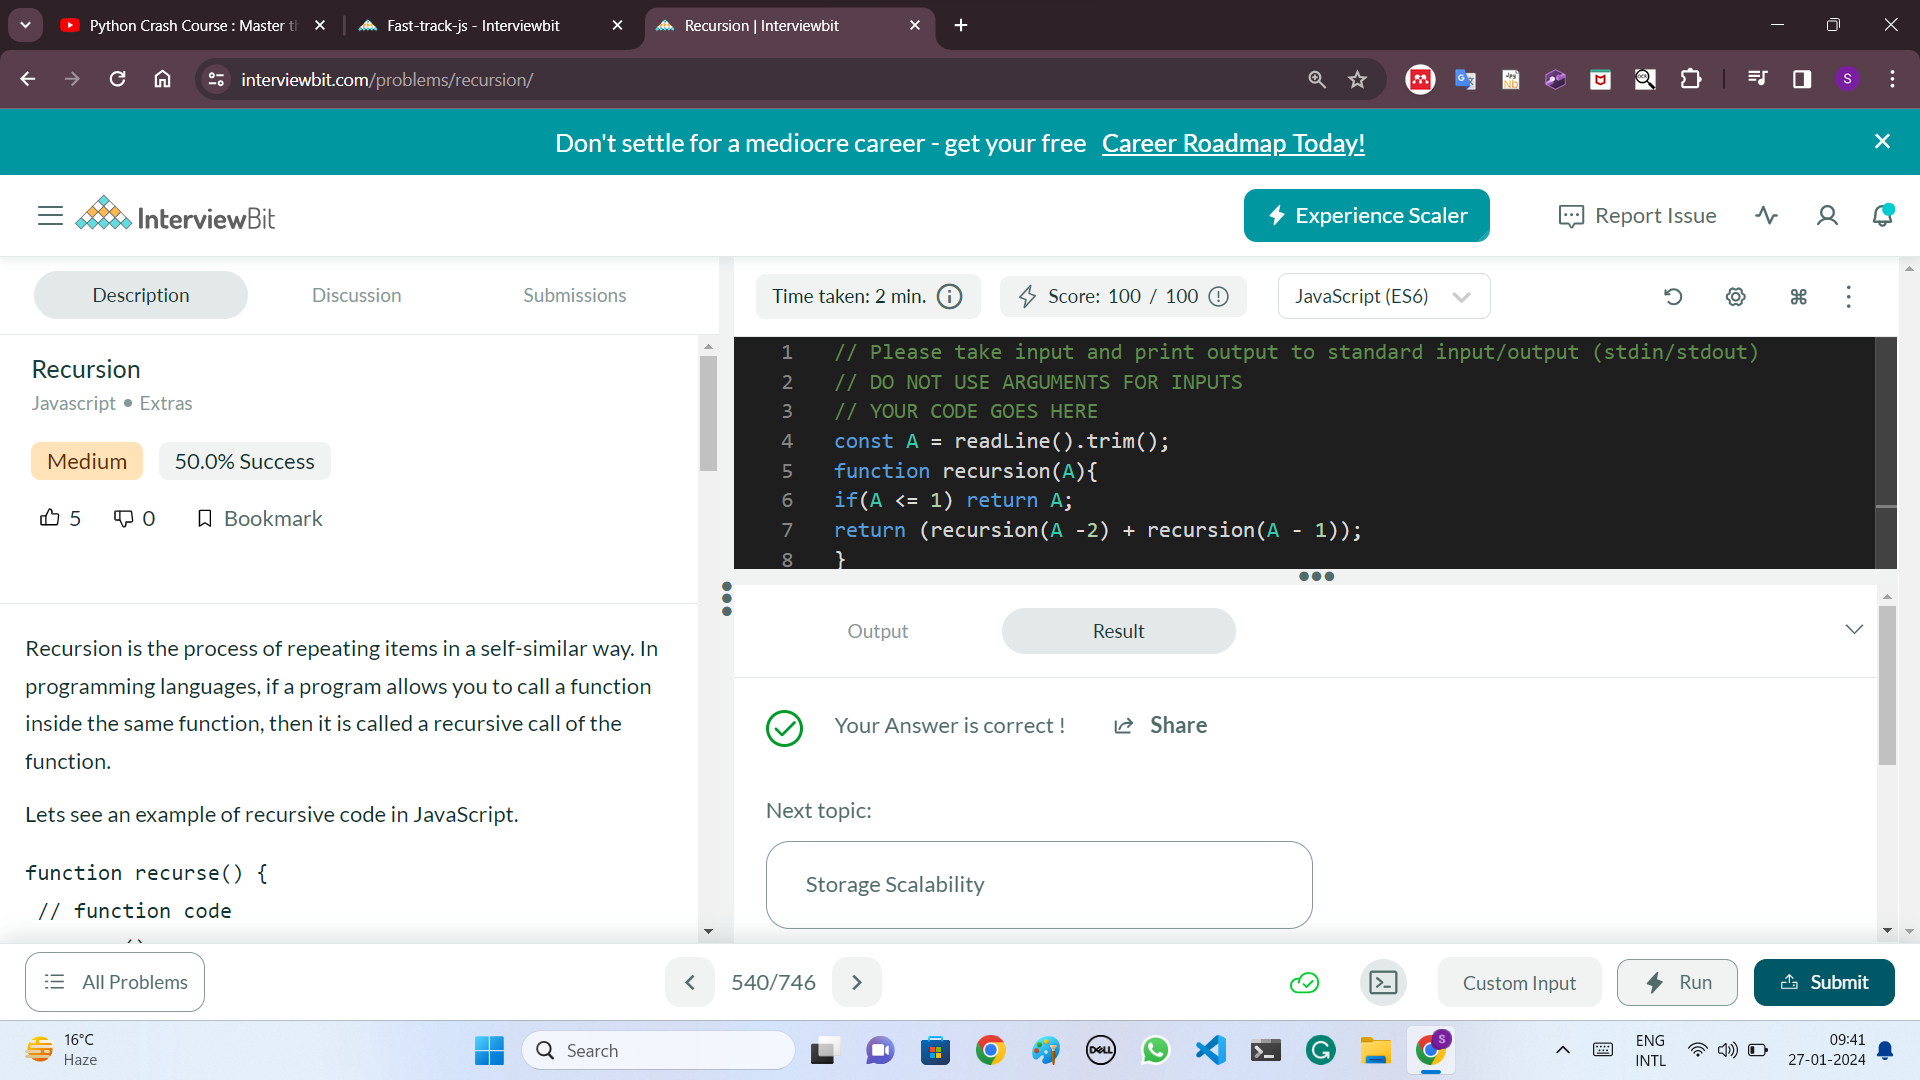 Python Crash Course : Master th
Fast-track-js - Interviewbit
Recursion | Interviewbit
interviewbit.com/problems/recursion/
S
Don't settle for a mediocre career - get your free Career Roadmap Today!
InterviewBit
Experience Scaler
Report Issue
Description
Discussion
Submissions
Time taken: 2 min.
Score: 100 / 100
JavaScript (ES6)
Recursion
Javascript • Extras
Medium
50.0% Success
5
0
Bookmark
1 // Please take input and print output to standard input/output (stdin/stdout)
2 // DO NOT USE ARGUMENTS FOR INPUTS
3 // YOUR CODE GOES HERE
4 const A = readLine().trim();
5 function recursion(A){
6 if(A <= 1) return A;
7 return (recursion(A -2) + recursion(A - 1));
8 }
Recursion is the process of repeating items in a self-similar way. In
programming languages, if a program allows you to call a function
inside the same function, then it is called a recursive call of the
function.
Lets see an example of recursive code in JavaScript.
function recurse() {
// function code
Output
Result
Your Answer is correct !
Share
Next topic:
Storage Scalability
All Problems
540/746
Custom Input
Run
Submit
16°C
Haze
Search
DELL
S
ENG
INTL
09:41
27-01-2024